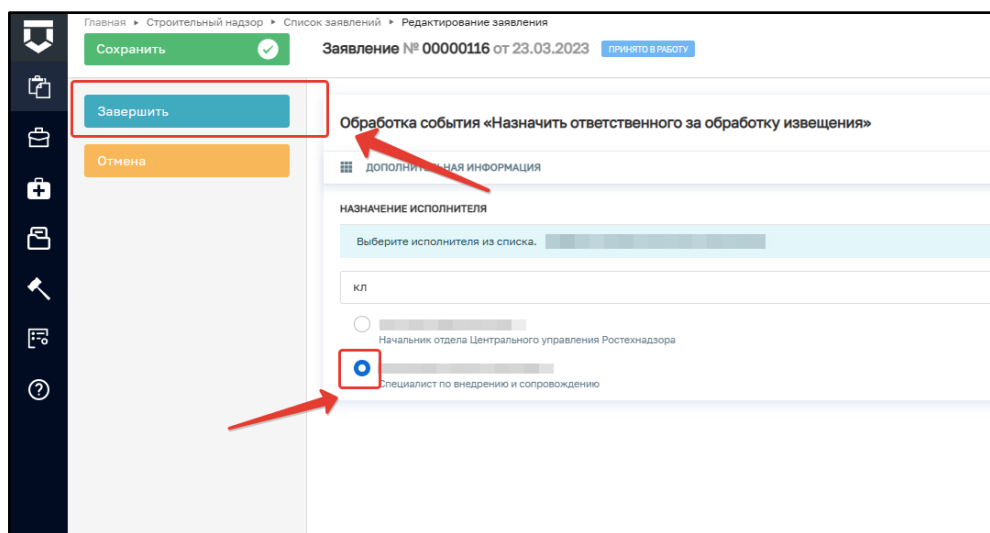 Главная ▸ Строительный надзор ▸ Список заявлений ▸ Редактирование заявления
Сохранить
Заявление № 00000116 от 23.03.2023 ПРИНЯТО В РАБОТУ
Завершить
Обработка события «Назначить ответственного за обработку извещения»
Отмена
ДОПОЛНИТЕЛЬНАЯ ИНФОРМАЦИЯ
НАЗНАЧЕНИЕ ИСПОЛНИТЕЛЯ
Выберите исполнителя из списка.
кл
Начальник отдела Центрального управления Ростехнадзора
Специалист по внедрению и сопровождению